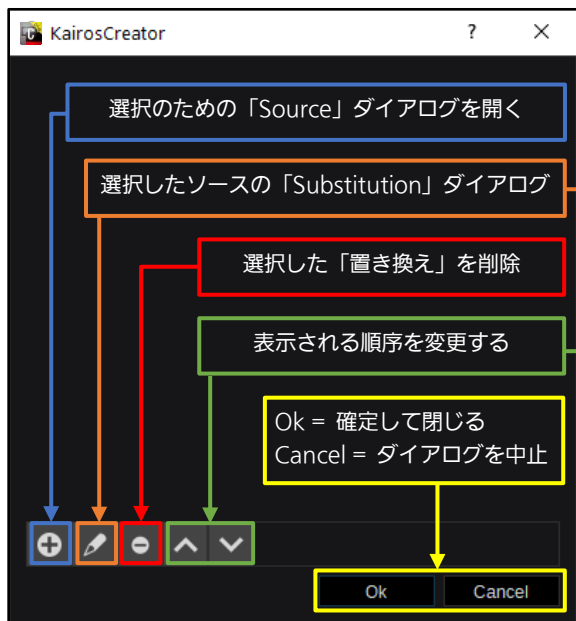 KairosCreator ?
選択のための「Source」ダイアログを開く
選択したソースの「Substitution」ダイアログ
選択した「置き換え」を削除
表示される順序を変更する
Ok = 確定して閉じる
Cancel = ダイアログを中止
Ok Cancel